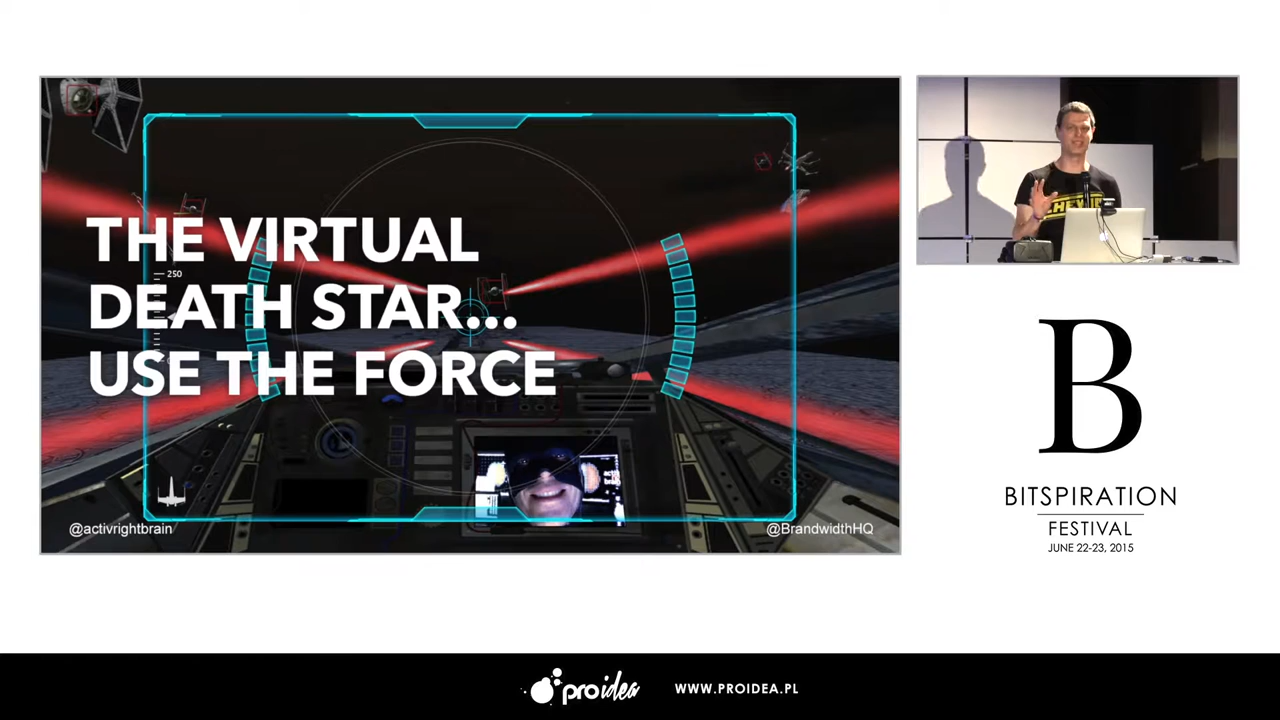 THE VIRTUAL
DEATH STAR...
USE THE FORCE
250
@activrightbrain
@BrandwidthHQ
B
BITSPIRATION
FESTIVAL
JUNE 22-23, 2015
proidea
WWW.PROIDEA.PL